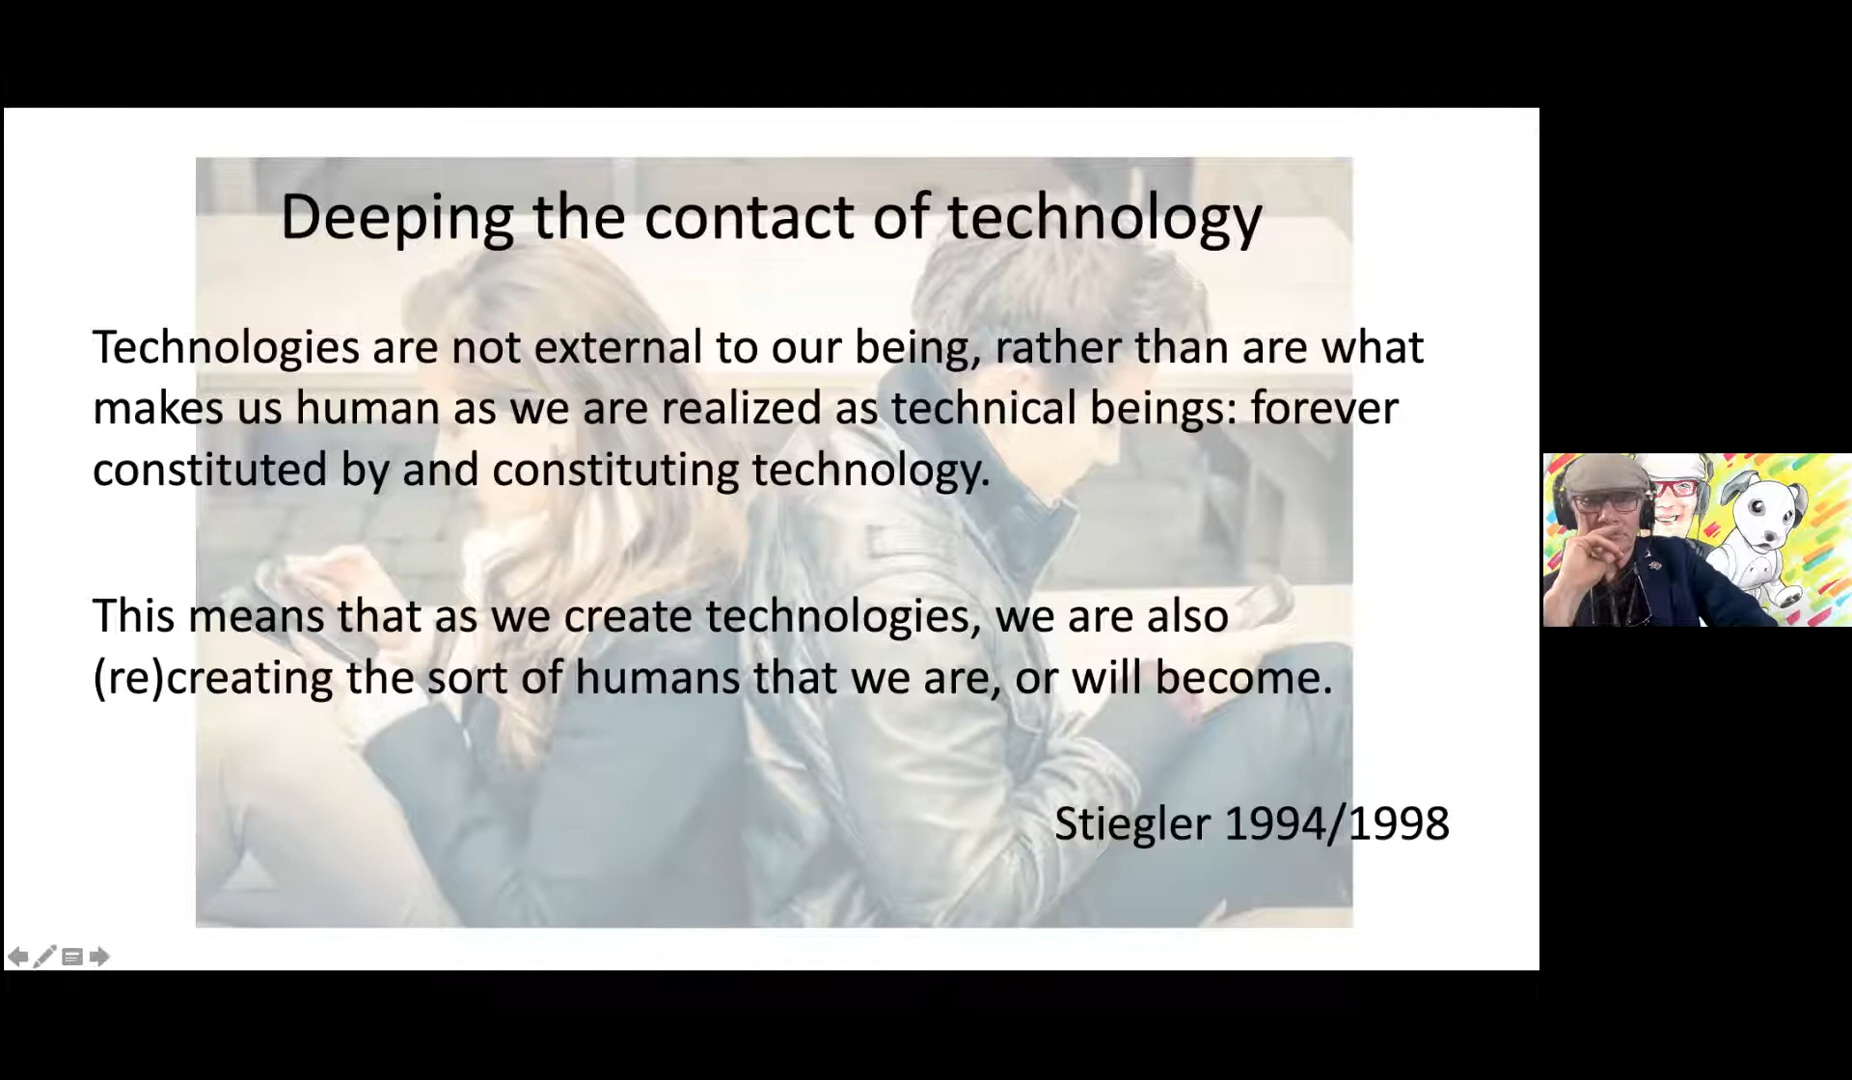 Deeping the contact of technology
Technologies are not external to our being, rather than are what
makes us human as we are realized as technical beings: forever
constituted by and constituting technology.
This means that as we create technologies, we are also
(re)creating the sort of humans that we are, or will become.
Stiegler 1994/1998